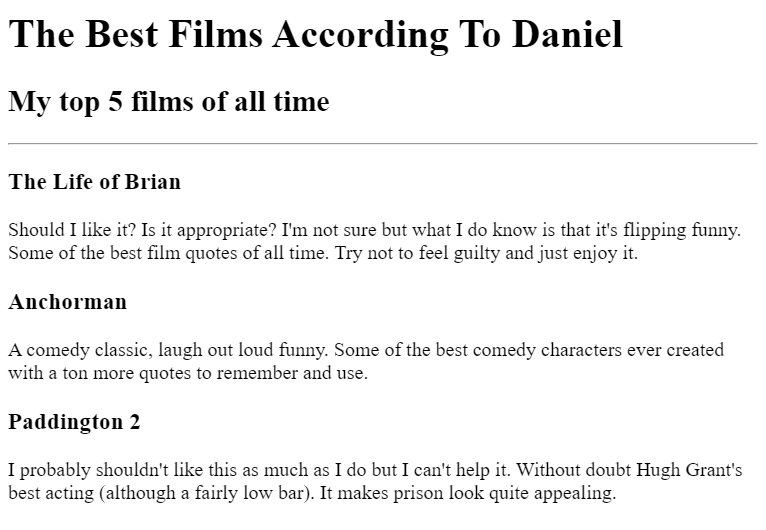 The Best Films According To Daniel
My top 5 films of all time
The Life of Brian
Should I like it? Is it appropriate? I'm not sure but what I do know is that it's flipping funny.
Some of the best film quotes of all time. Try not to feel guilty and just enjoy it.
Anchorman
A comedy classic, laugh out loud funny. Some of the best comedy characters ever created
with a ton more quotes to remember and use.
Paddington 2
I probably shouldn't like this as much as I do but I can't help it. Without doubt Hugh Grant's
best acting (although a fairly low bar). It makes prison look quite appealing.